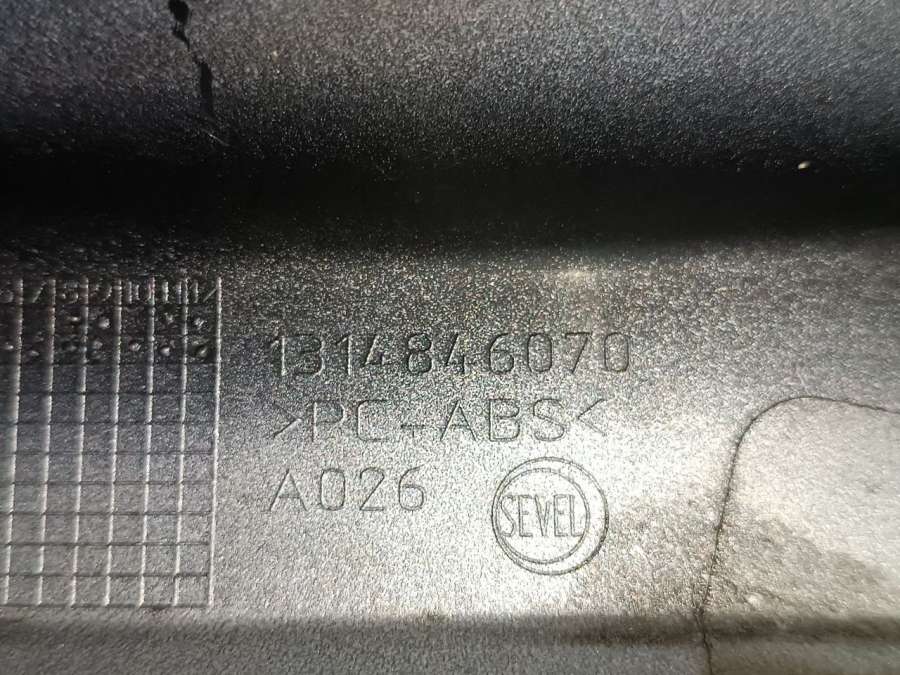 1314846070
>PC-ABS<
A026
SEVEL